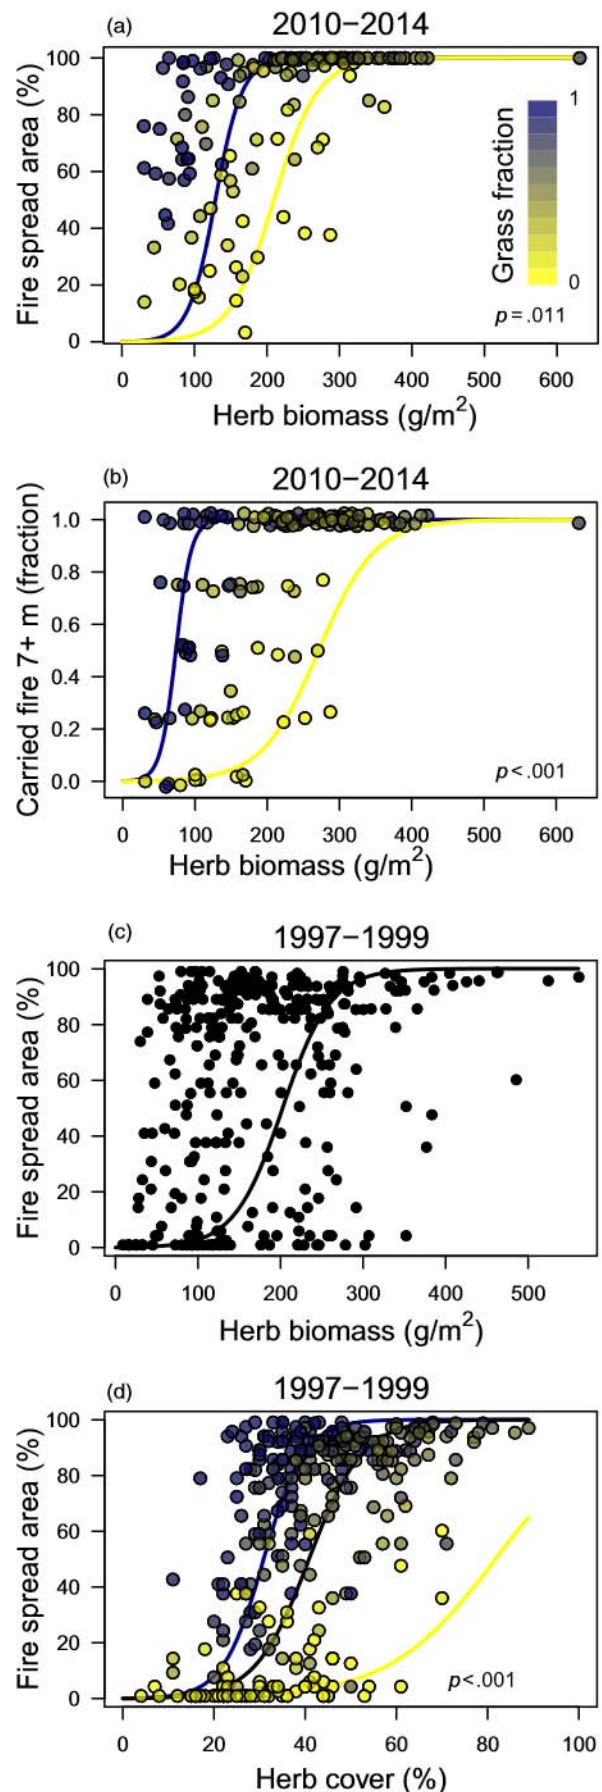 (a) 2010−2014
Fire spread area (%)
100
80
60
40
20
0
Grass fraction
1
0
p = .011
0 100 200 300 400 500 600
Herb biomass (g/m²)
(b) 2010−2014
Carried fire 7+ m (fraction)
1.0
0.8
0.6
0.4
0.2
0.0
p < .001
0 100 200 300 400 500 600
Herb biomass (g/m²)
(c) 1997−1999
Fire spread area (%)
100
80
60
40
20
0
0 100 200 300 400 500
Herb biomass (g/m²)
(d) 1997−1999
Fire spread area (%)
100
80
60
40
20
0
p<.001
0 20 40 60 80 100
Herb cover (%)